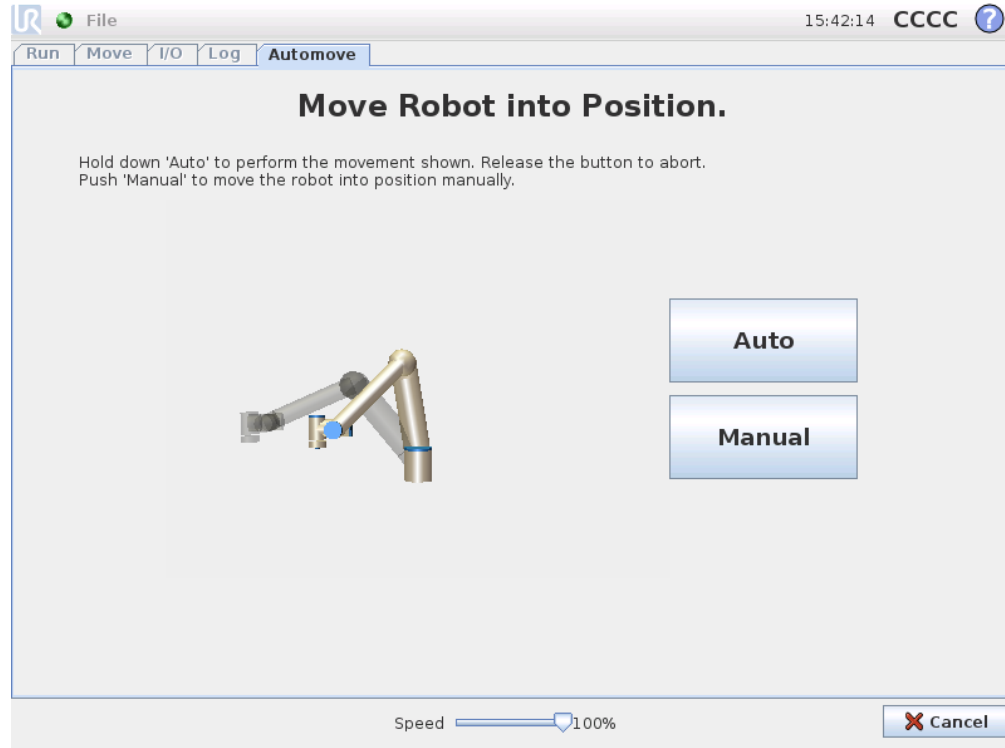 UR File 15:42:14 CCCC ?
Run Move I/O Log Automove
Move Robot into Position.
Hold down 'Auto' to perform the movement shown. Release the button to abort.
Push 'Manual' to move the robot into position manually.
Auto
Manual
Speed 100% Cancel